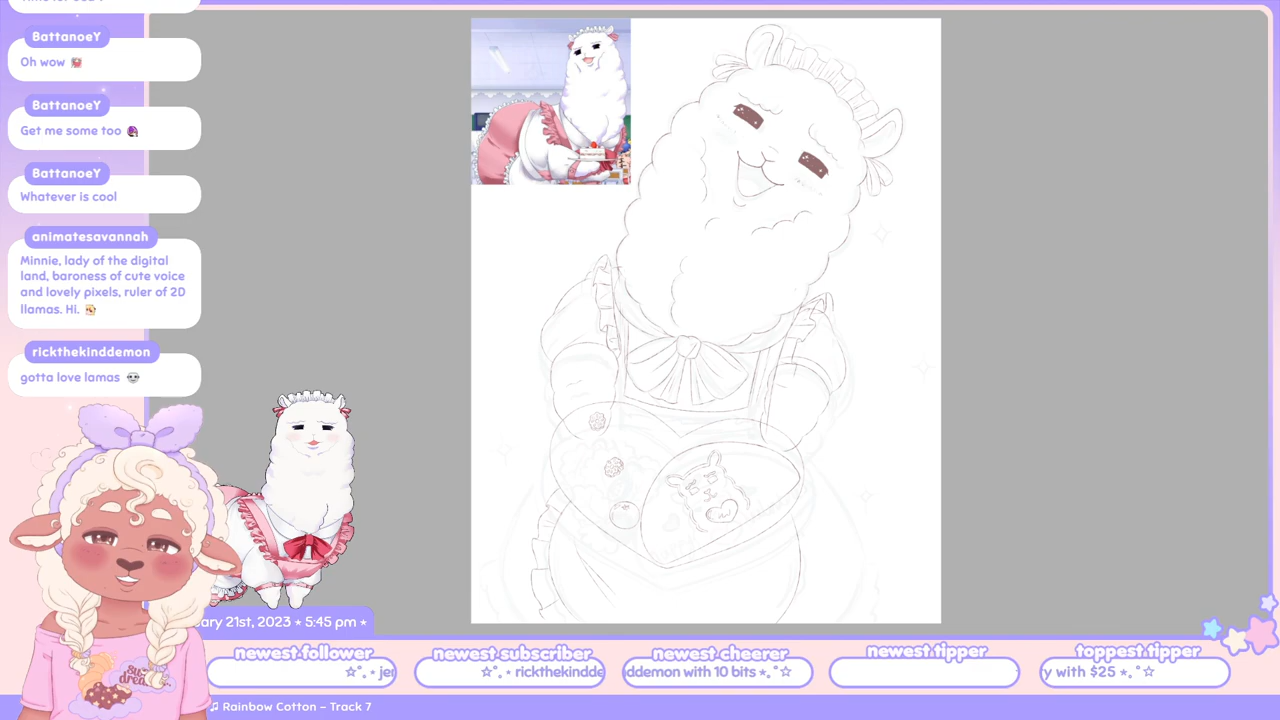 BattanoeY
Oh wow
BattanoeY
Get me some too
BattanoeY
Whatever is cool
animatesavannah
Minnie, lady of the digital
land, baroness of cute voice
and lovely pixels, ruler of 2D
llamas. Hi.
rickthekinddemon
gotta love lamas
ary 21st, 2023 ⋆ 5:45 pm ⋆
newest follower
newest subscriber
newest cheerer
newest tipper
toppest tipper
☆˚｡⋆ jer
☆˚｡⋆ rickthekindde
ddemon with 10 bits ⋆｡˚☆
y with $25 ⋆｡˚☆
♫ Rainbow Cotton - Track 7